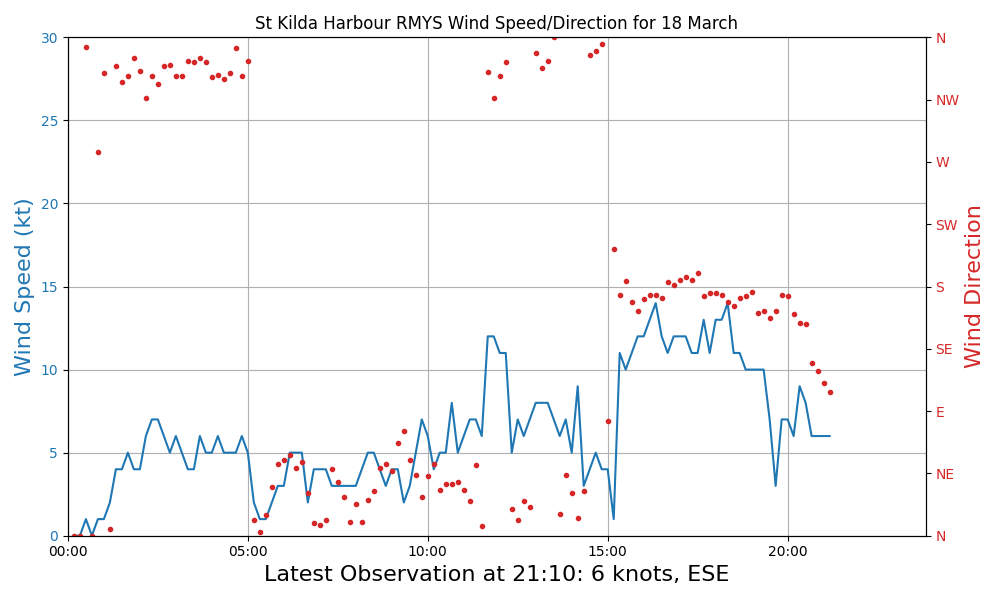 St Kilda Harbour RMYS Wind Speed/Direction for 18 March
30
25
20
15
10
5
0
Wind Speed (kt)
N
NW
W
SW
S
SE
E
NE
N
Wind Direction
00:00 05:00 10:00 15:00 20:00
Latest Observation at 21:10: 6 knots, ESE